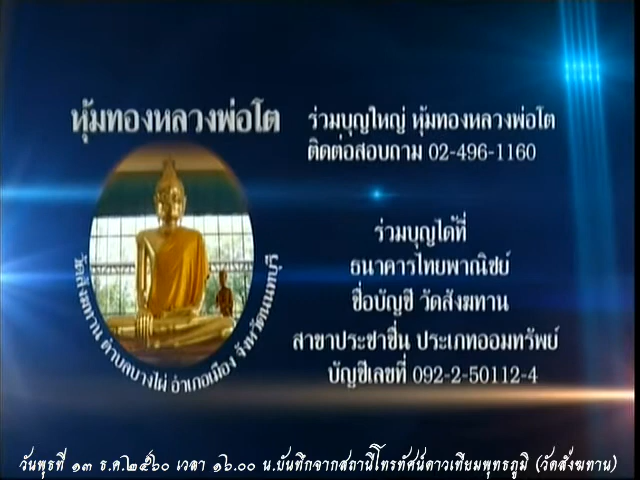 หุ้มทองหลวงพ่อโต
วัดสังฆทาน ตำบลบางไผ่ อำเภอเมือง จังหวัดนนทบุรี
ร่วมบุญใหญ่ หุ้มทองหลวงพ่อโต
ติดต่อสอบถาม 02-496-1160
ร่วมบุญได้ที่
ธนาคารไทยพาณิชย์
ชื่อบัญชี วัดสังฆทาน
สาขาประชาชื่น ประเภทออมทรัพย์
บัญชีเลขที่ 092-2-50112-4
วันพุธที่ ๑๓ ธ.ค.๒๕๖๐ เวลา ๑๖.๐๐ น.บันทึกจากสถานีโทรทัศน์ดาวเทียมพุทธภูมิ (วัดสังฆทาน)